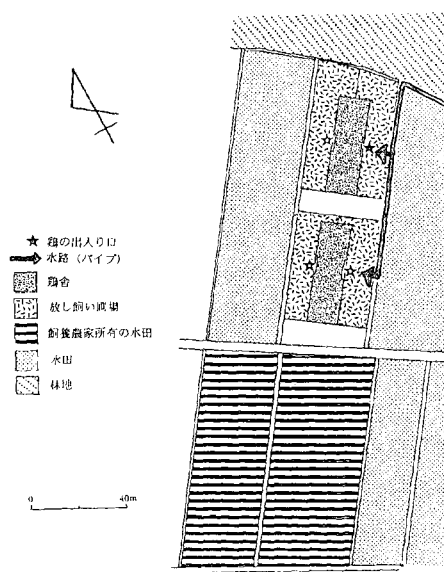 鶏の出入り口
水路(パイプ)
鶏舎
放し飼い圃場
飼養農家所有の水田
水田
林地
0 40m